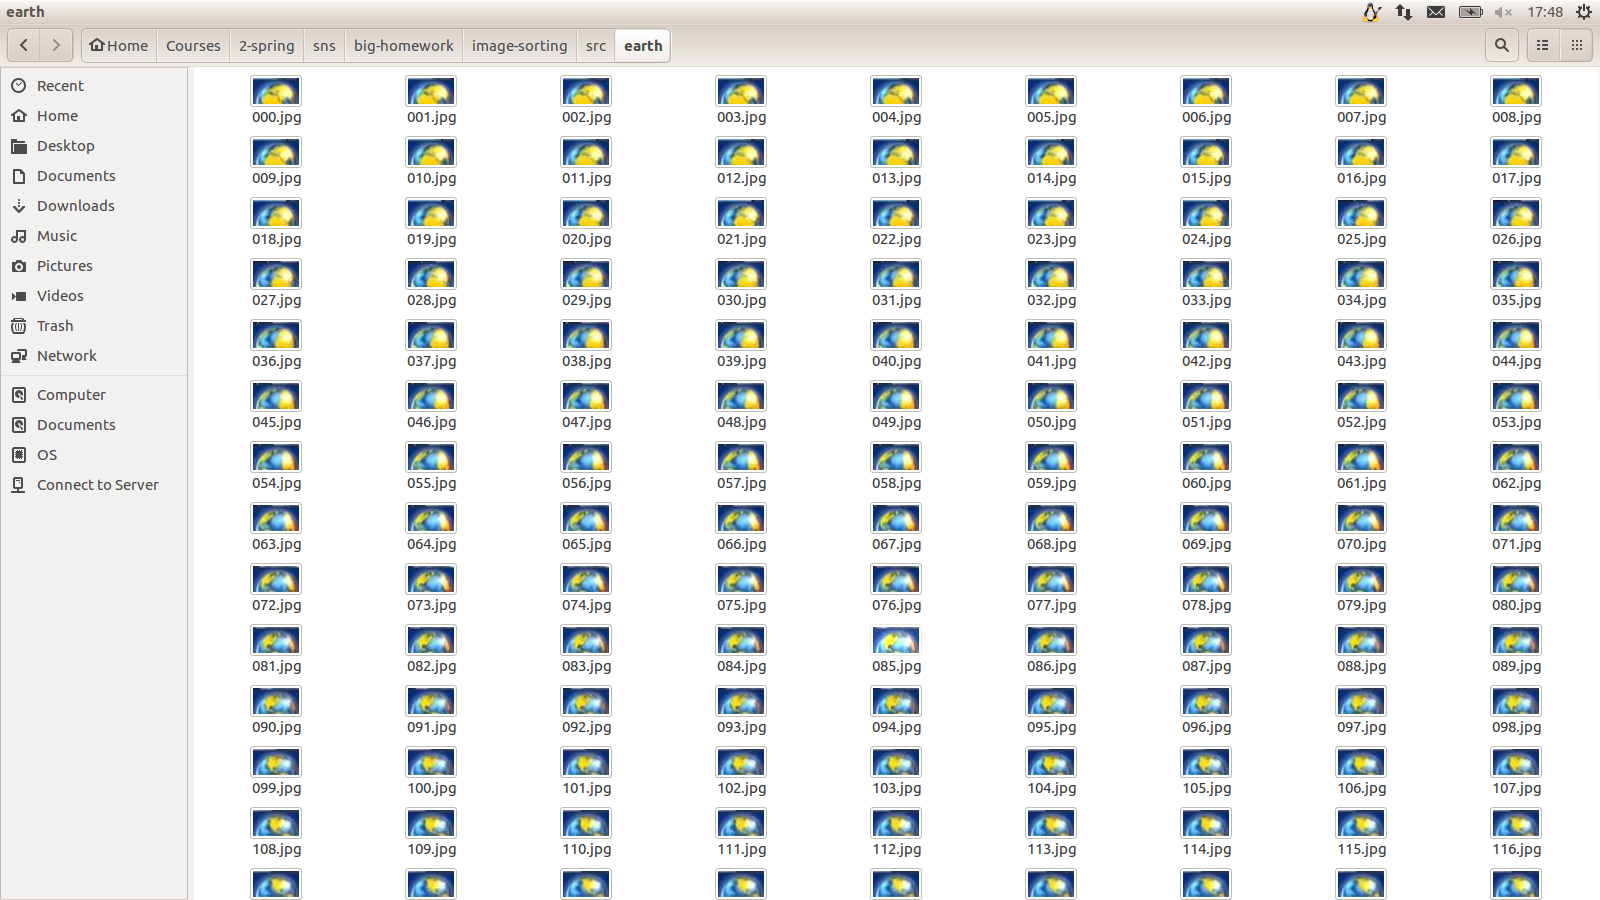 earth 17:48
Home Courses 2-spring sns big-homework image-sorting src earth
Recent
Home
Desktop
Documents
Downloads
Music
Pictures
Videos
Trash
Network
Computer
Documents
OS
Connect to Server
000.jpg 001.jpg 002.jpg 003.jpg 004.jpg 005.jpg 006.jpg 007.jpg 008.jpg
009.jpg 010.jpg 011.jpg 012.jpg 013.jpg 014.jpg 015.jpg 016.jpg 017.jpg
018.jpg 019.jpg 020.jpg 021.jpg 022.jpg 023.jpg 024.jpg 025.jpg 026.jpg
027.jpg 028.jpg 029.jpg 030.jpg 031.jpg 032.jpg 033.jpg 034.jpg 035.jpg
036.jpg 037.jpg 038.jpg 039.jpg 040.jpg 041.jpg 042.jpg 043.jpg 044.jpg
045.jpg 046.jpg 047.jpg 048.jpg 049.jpg 050.jpg 051.jpg 052.jpg 053.jpg
054.jpg 055.jpg 056.jpg 057.jpg 058.jpg 059.jpg 060.jpg 061.jpg 062.jpg
063.jpg 064.jpg 065.jpg 066.jpg 067.jpg 068.jpg 069.jpg 070.jpg 071.jpg
072.jpg 073.jpg 074.jpg 075.jpg 076.jpg 077.jpg 078.jpg 079.jpg 080.jpg
081.jpg 082.jpg 083.jpg 084.jpg 085.jpg 086.jpg 087.jpg 088.jpg 089.jpg
090.jpg 091.jpg 092.jpg 093.jpg 094.jpg 095.jpg 096.jpg 097.jpg 098.jpg
099.jpg 100.jpg 101.jpg 102.jpg 103.jpg 104.jpg 105.jpg 106.jpg 107.jpg
108.jpg 109.jpg 110.jpg 111.jpg 112.jpg 113.jpg 114.jpg 115.jpg 116.jpg